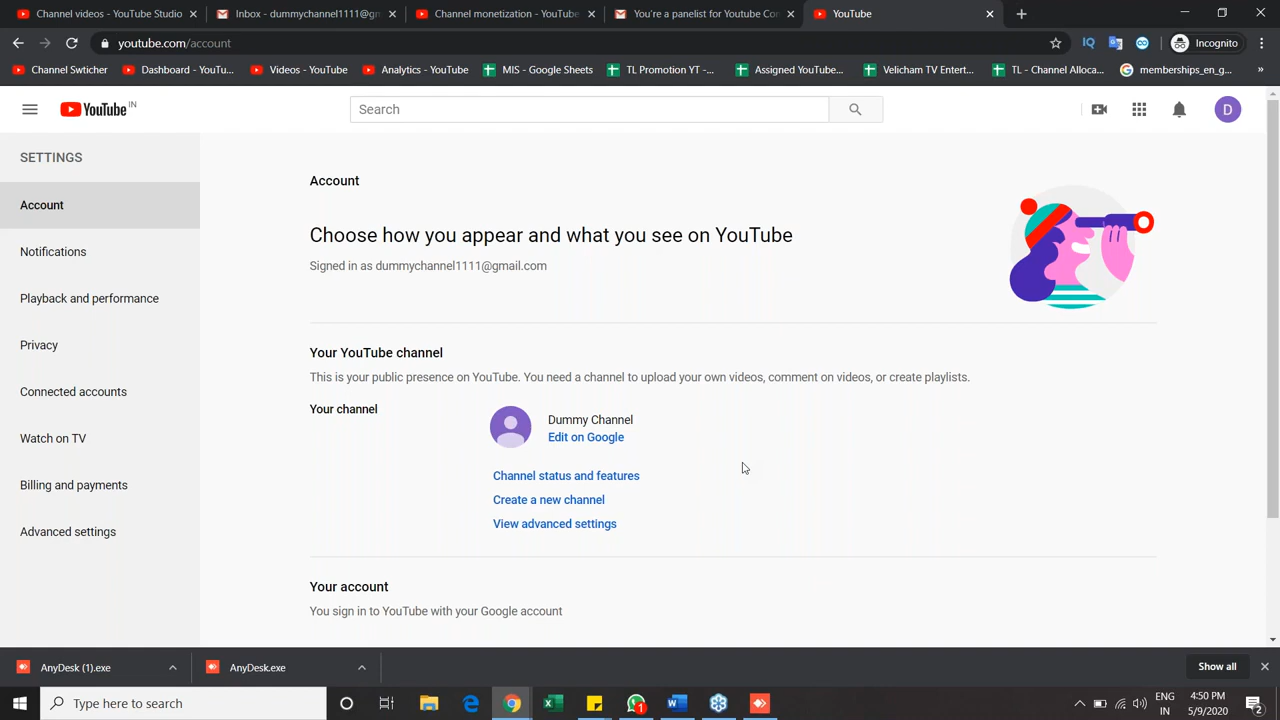 Channel videos - YouTube Studio
Inbox - dummychannel1111@gm
Channel monetization - YouTube
You're a panelist for Youtube Con
YouTube
youtube.com/account
Incognito
Channel Swticher
Dashboard - YouTu...
Videos - YouTube
Analytics - YouTube
MIS - Google Sheets
TL Promotion YT -...
Assigned YouTube...
Velicham TV Entert...
TL - Channel Alloca...
memberships_en_g...
YouTube IN
Search
D
SETTINGS
Account
Notifications
Playback and performance
Privacy
Connected accounts
Watch on TV
Billing and payments
Advanced settings
Account
Choose how you appear and what you see on YouTube
Signed in as dummychannel1111@gmail.com
Your YouTube channel
This is your public presence on YouTube. You need a channel to upload your own videos, comment on videos, or create playlists.
Your channel
Dummy Channel
Edit on Google
Channel status and features
Create a new channel
View advanced settings
Your account
You sign in to YouTube with your Google account
AnyDesk (1).exe
AnyDesk.exe
Show all
Type here to search
1
ENG
IN
4:50 PM
5/9/2020
2